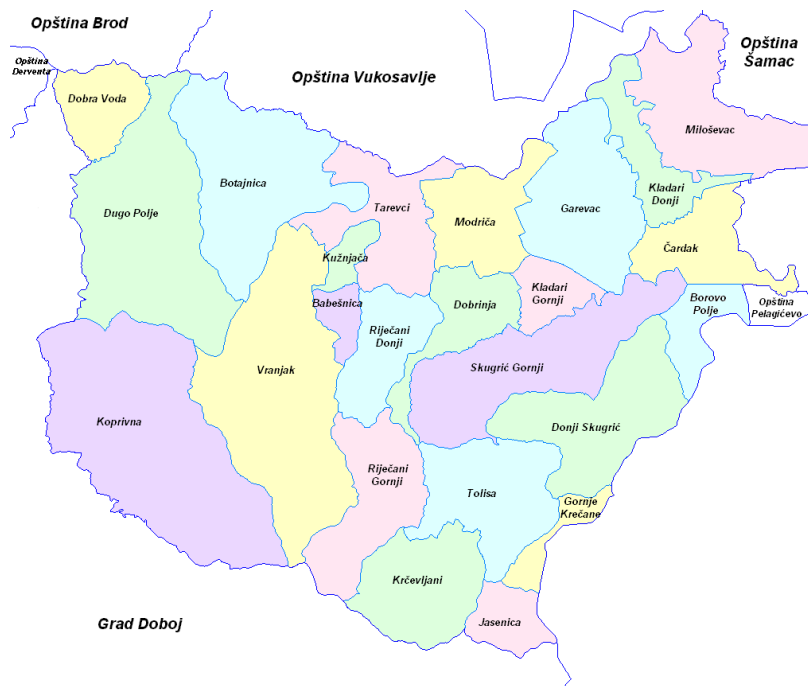 Opština Brod
Opština
Derventa
Opština Vukosavlje
Opština
Šamac
Dobra Voda
Miloševac
Botajnica
Kladari
Donji
Tarevci
Garevac
Dugo Polje
Modriča
Čardak
Kužnjača
Kladari
Gornji
Babešnica
Dobrinja
Borovo
Polje
Opština
Pelagićevo
Riječani
Donji
Vranjak
Skugrić Gornji
Koprivna
Donji Skugrić
Riječani
Gornji
Tolisa
Gornje
Krečane
Krčevljani
Grad Doboj
Jasenica